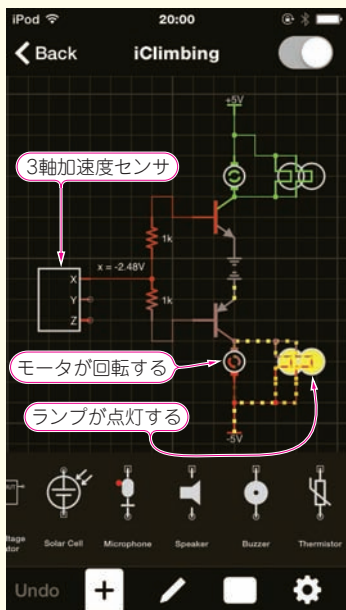 iPod 20:00
Back iClimbing
+5V
3軸加速度センサ
1k
x = -2.48V
X
Y
Z
1k
モータが回転する
ランプが点灯する
-5V
Solar Cell Microphone Speaker Buzzer Thermistor
Undo +